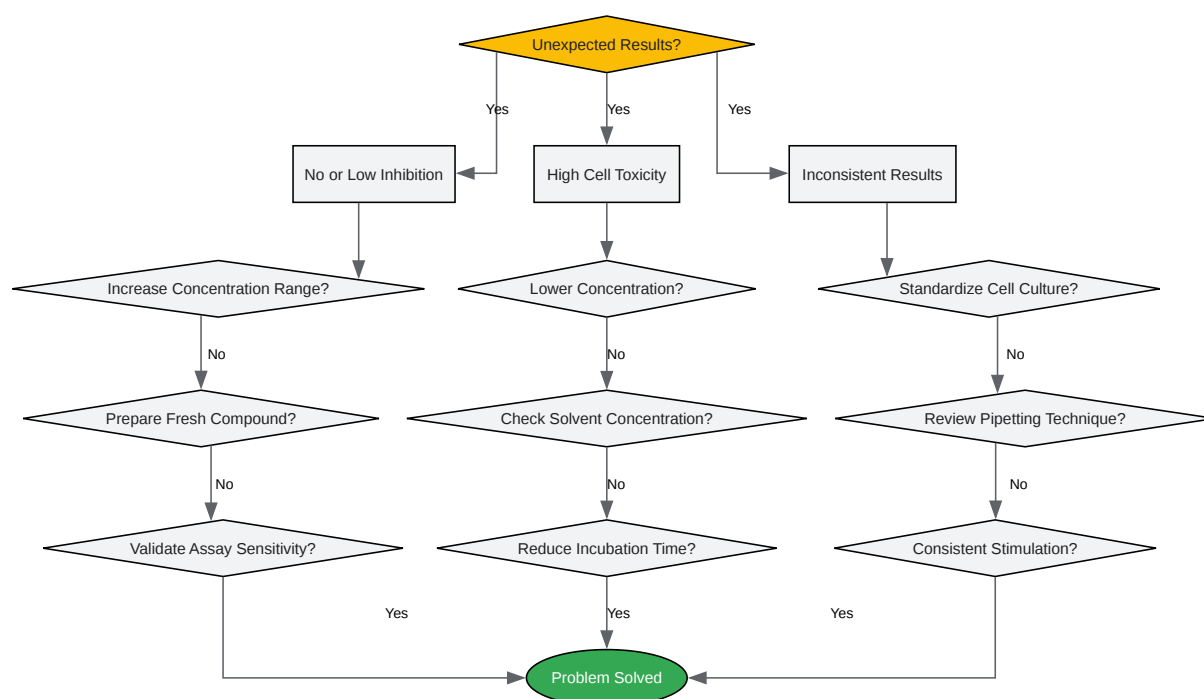 Unexpected Results?
Yes
Yes
Yes
No or Low Inhibition
High Cell Toxicity
Inconsistent Results
Increase Concentration Range?
Lower Concentration?
Standardize Cell Culture?
No
No
No
Prepare Fresh Compound?
Check Solvent Concentration?
Review Pipetting Technique?
No
No
No
Validate Assay Sensitivity?
Reduce Incubation Time?
Consistent Stimulation?
Yes
Yes
Yes
Problem Solved